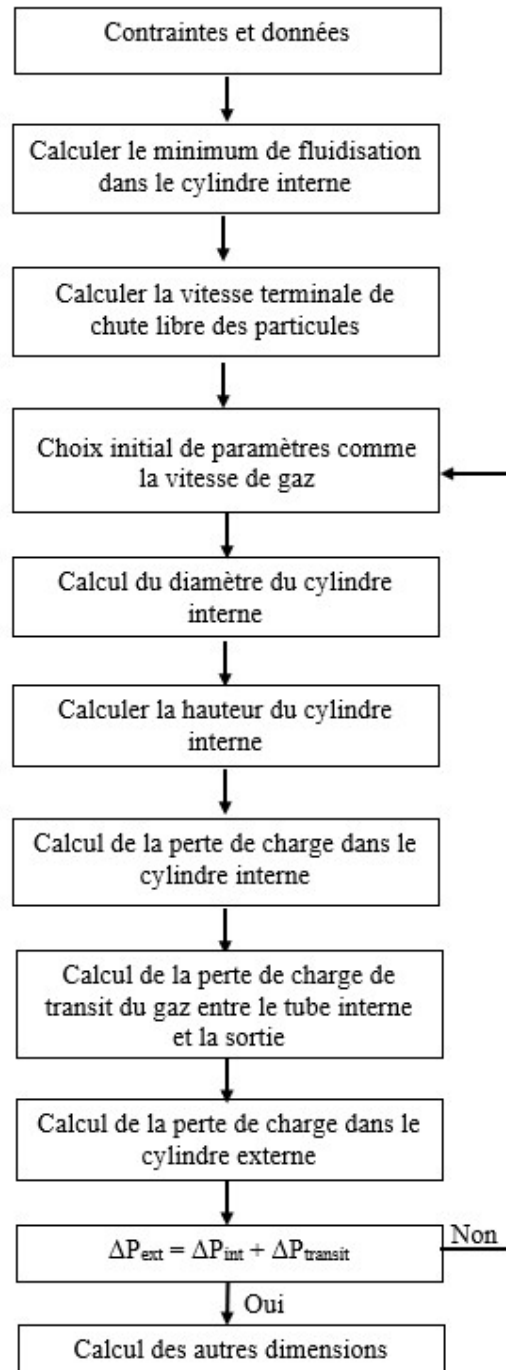 Contraintes et données
Calculer le minimum de fluidisation
dans le cylindre interne
Calculer la vitesse terminale de
chute libre des particules
Choix initial de paramètres comme
la vitesse de gaz
Calcul du diamètre du cylindre
interne
Calculer la hauteur du cylindre
interne
Calcul de la perte de charge dans le
cylindre interne
Calcul de la perte de charge de
transit du gaz entre le tube interne
et la sortie
Calcul de la perte de charge dans le
cylindre externe
ΔPext = ΔPint + ΔPtransit
Non
Oui
Calcul des autres dimensions